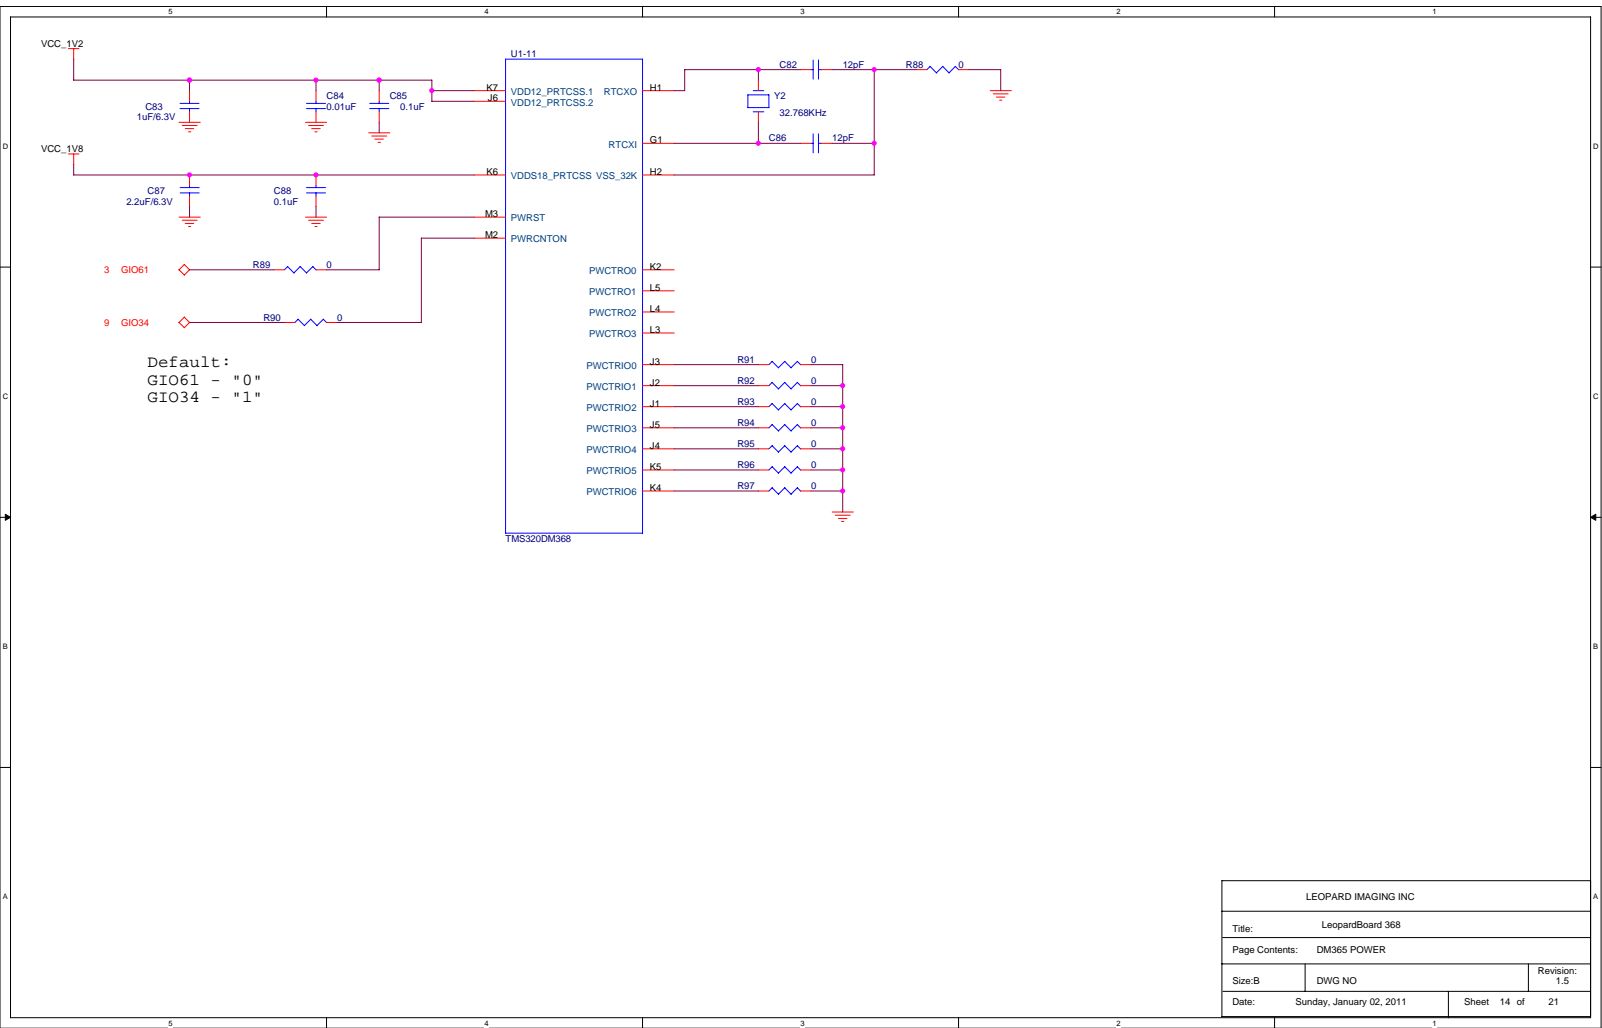 5 4 3 2 1
VCC_1V2
U1-11
C82 12pF R88 0
K7 VDD12_PRTCSS.1 RTCXO H1
J6 VDD12_PRTCSS.2
C83
1uF/6.3V
C84
0.01uF
C85
0.1uF
Y2
32.768KHz
C86 12pF
RTCXI G1
D D
VCC_1V8
K6 VDDS18_PRTCSS VSS_32K H2
C87
2.2uF/6.3V
C88
0.1uF
M3 PWRST
M2 PWRCNTON
3 GIO61 R89 0
9 GIO34 R90 0
PWCTRO0 K2
PWCTRO1 L5
PWCTRO2 L4
PWCTRO3 L3
Default:
GIO61 - "0"
GIO34 - "1"
PWCTRIO0 J3 R91 0
PWCTRIO1 J2 R92 0
C C
PWCTRIO2 J1 R93 0
PWCTRIO3 J5 R94 0
PWCTRIO4 J4 R95 0
PWCTRIO5 K5 R96 0
PWCTRIO6 K4 R97 0
TMS320DM368
B B
A A
LEOPARD IMAGING INC
Title: LeopardBoard 368
Page Contents: DM365 POWER
Size:B DWG NO Revision:
1.5
Date: Sunday, January 02, 2011 Sheet 14 of 21
5 4 3 2 1